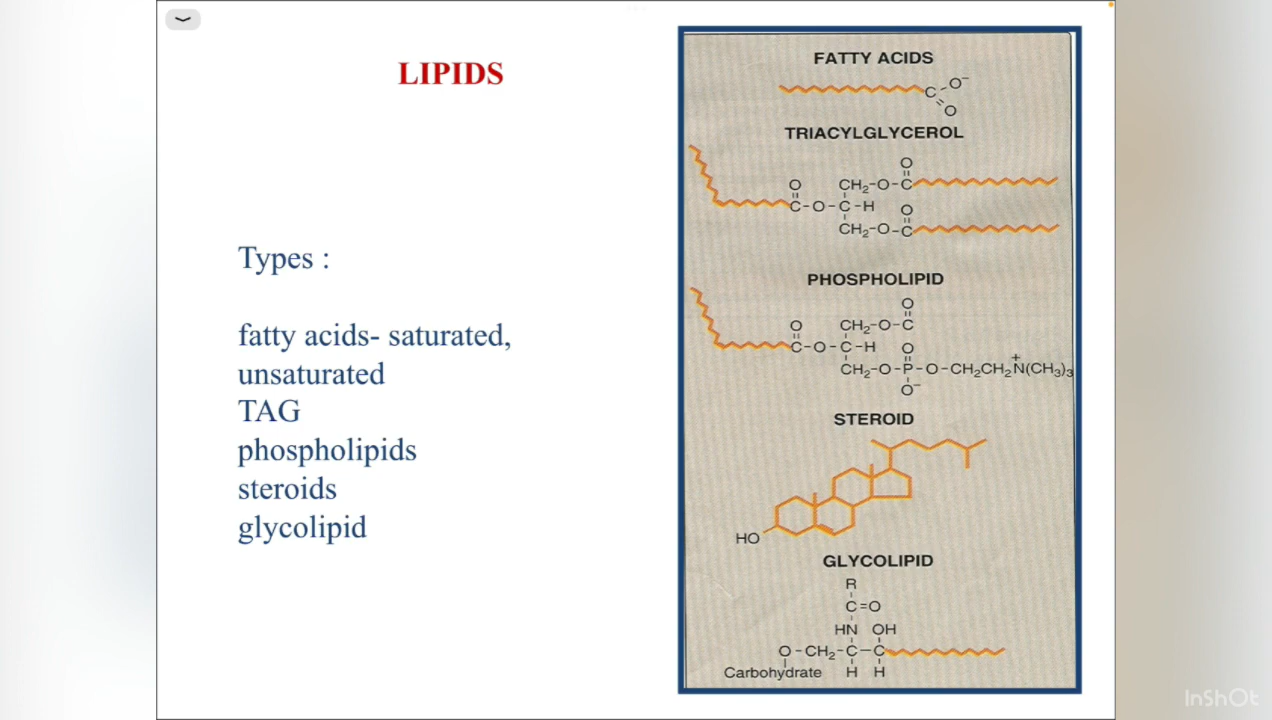 LIPIDS
Types :
fatty acids- saturated,
unsaturated
TAG
phospholipids
steroids
glycolipid
FATTY ACIDS
C
O⁻
O
TRIACYLGLYCEROL
O
O CH₂-O-C
C-O-C-H O
CH₂-O-C
PHOSPHOLIPID
O
O CH₂-O-C
C-O-C-H O
CH₂-O-P-O-CH₂CH₂N(CH₃)₃
+
O⁻
STEROID
HO
GLYCOLIPID
R
C=O
HN OH
O-CH₂-C-C
Carbohydrate H H
InShOt